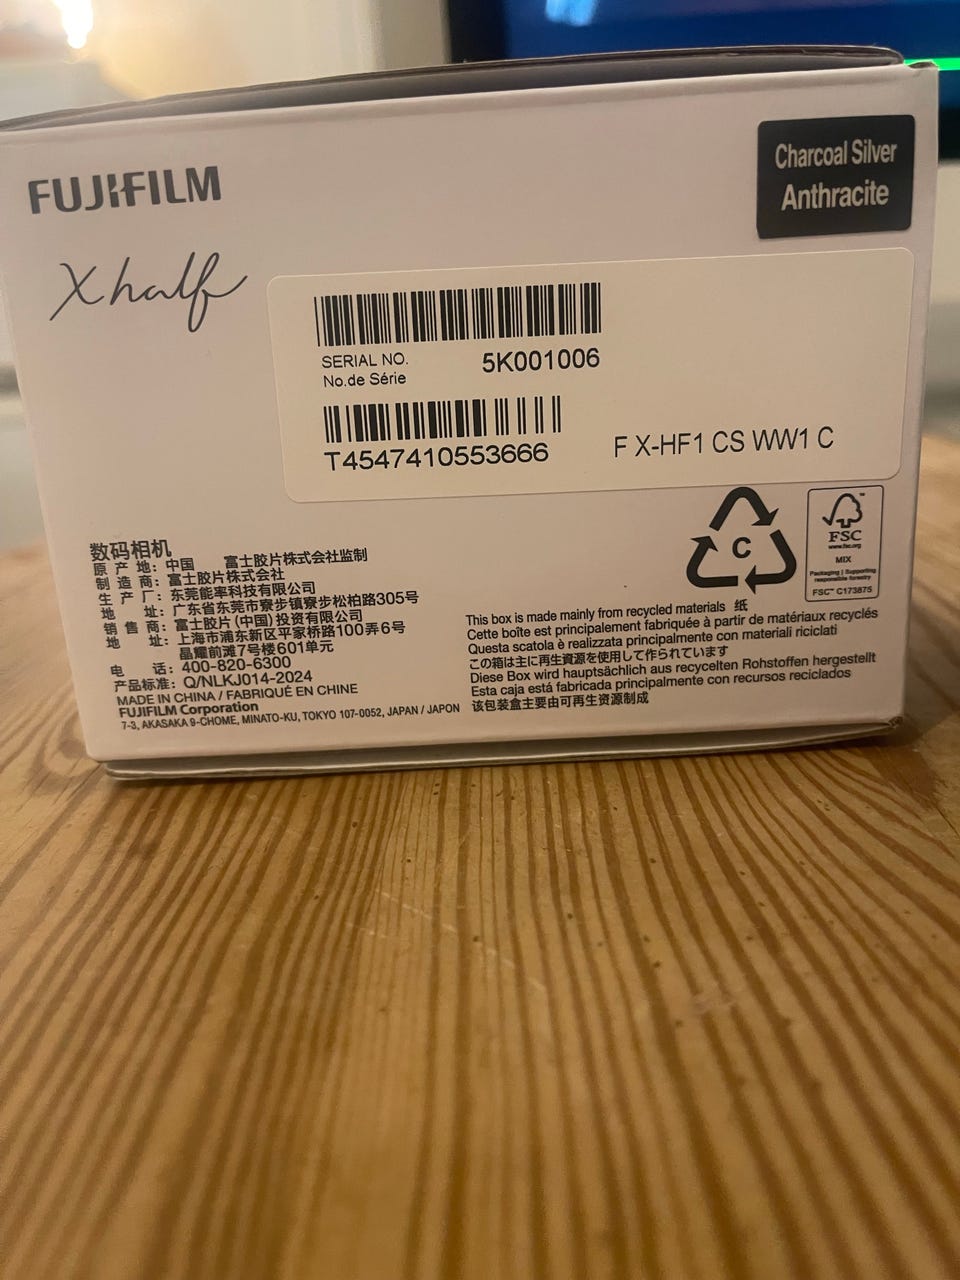 FUJIFILM
Charcoal Silver
Anthracite
X half
SERIAL NO.
No.de Série
5K001006
T4547410553666
F X-HF1 CS WW1 C
C
FSC
www.fsc.org
MIX
Packaging | Supporting
responsible forestry
FSC™ C173875
数码相机
原产地：中国 富士胶片株式会社监制
制造商：富士胶片株式会社
生产厂：东莞能率科技有限公司
地址：广东省东莞市寮步镇寮步松柏路305号
销售商：富士胶片(中国)投资有限公司
地址：上海市浦东新区平家桥路100弄6号
晶耀前滩7号楼601单元
电话：400-820-6300
产品标准：Q/NLKJ014-2024
MADE IN CHINA / FABRIQUÉ EN CHINE
FUJIFILM Corporation
7-3, AKASAKA 9-CHOME, MINATO-KU, TOKYO 107-0052, JAPAN / JAPON
This box is made mainly from recycled materials 纸
Cette boîte est principalement fabriquée à partir de matériaux recyclés
Questa scatola è realizzata principalmente con materiali riciclati
この箱は主に再生資源を使用して作られています
Diese Box wird hauptsächlich aus recycelten Rohstoffen hergestellt
Esta caja está fabricada principalmente con recursos reciclados
该包装盒主要由可再生资源制成